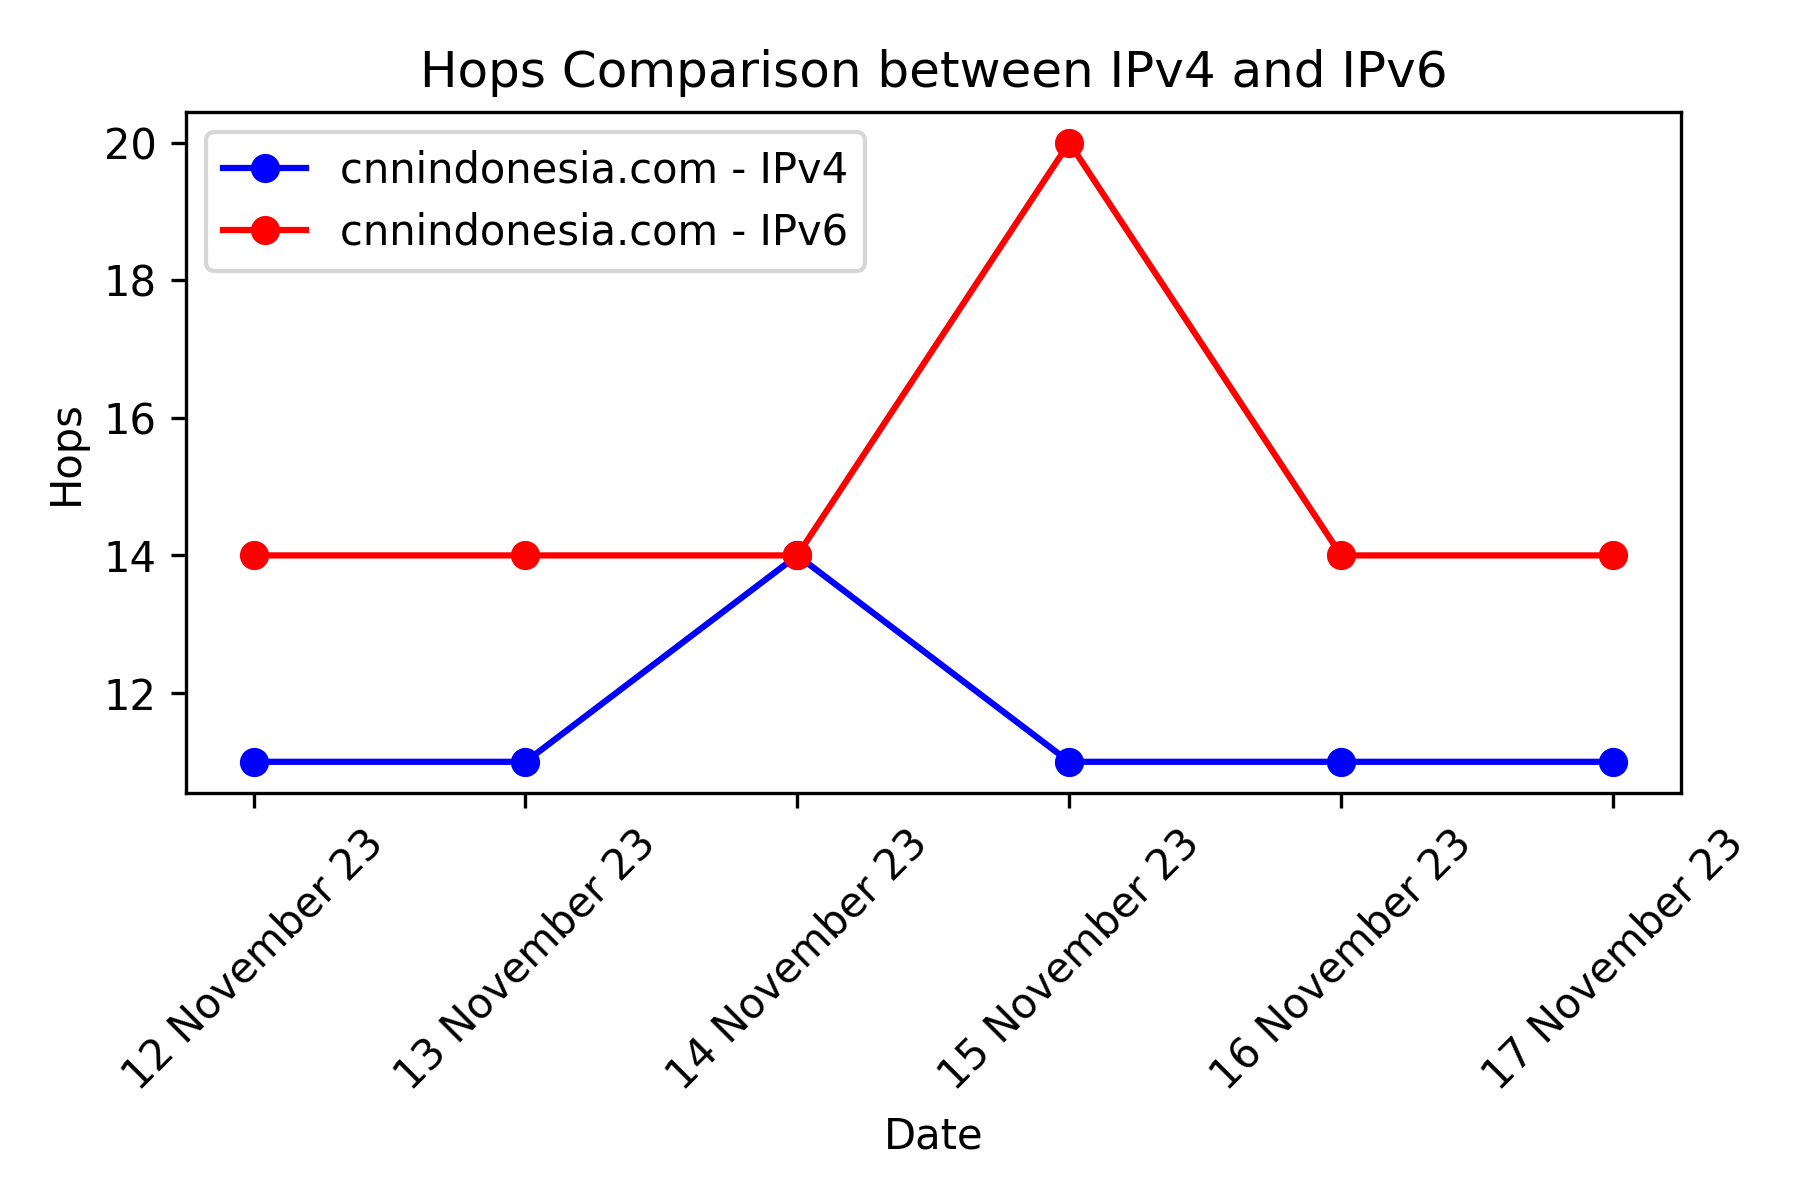 Hops Comparison between IPv4 and IPv6
cnnindonesia.com - IPv4
cnnindonesia.com - IPv6
Hops
20
18
16
14
12
12 November 23
13 November 23
14 November 23
15 November 23
16 November 23
17 November 23
Date